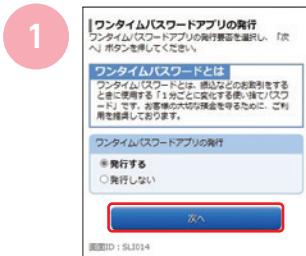 1
ワンタイムパスワードアプリの発行
ワンタイムパスワードアプリの発行要否を選択し、「次
へ」ボタンを押してください。
ワンタイムパスワードとは
ワンタイムパスワードとは、振込などのお取引をする
ときに使用する「1分ごとに変化する使い捨てパスワ
ード」です。お客様の大切な預金を守るために、ご利
用を推奨しております。
ワンタイムパスワードアプリの発行
発行する
発行しない
次へ
画面ID：SLI014